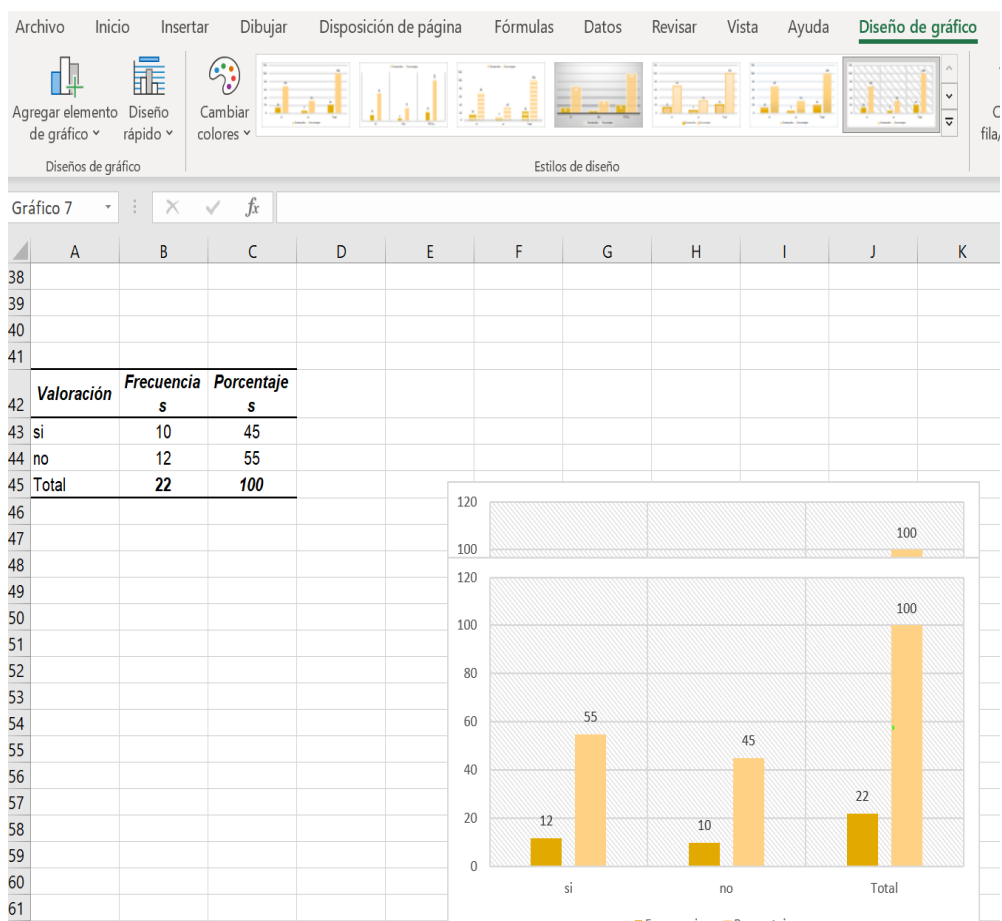 Archivo Inicio Insertar Dibujar Disposición de página Fórmulas Datos Revisar Vista Ayuda Diseño de gráfico
Agregar elemento de gráfico
Diseño rápido
Cambiar colores
fila/
Diseños de gráfico
Estilos de diseño
Gráfico 7
fx
A B C D E F G H I J K
38
39
40
41
42 Valoración Frecuencia s Porcentaje s
43 si 10 45
44 no 12 55
45 Total 22 100
46
47
48
49
50
51
52
53
54
55
56
57
58
59
60
61
120
100
100
120
100
80
60
40
20
0
12
55
10
45
22
100
si no Total